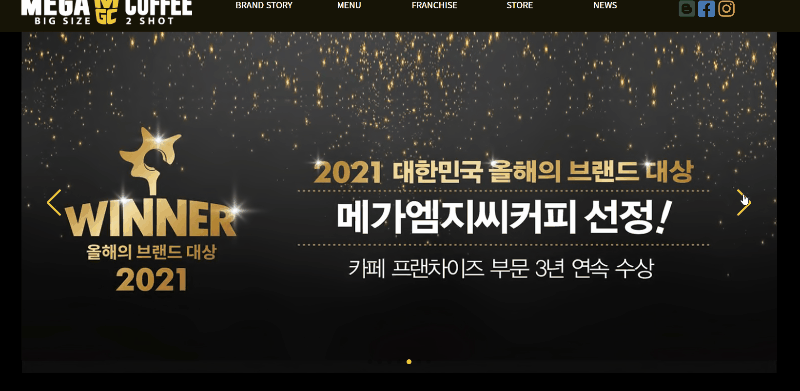 MEGA MGC COFFEE
BIG SIZE 2 SHOT
BRAND STORY
MENU
FRANCHISE
STORE
NEWS
WINNER
올해의 브랜드 대상
2021
2021 대한민국 올해의 브랜드 대상
메가엠지씨커피 선정!
카페 프랜차이즈 부문 3년 연속 수상